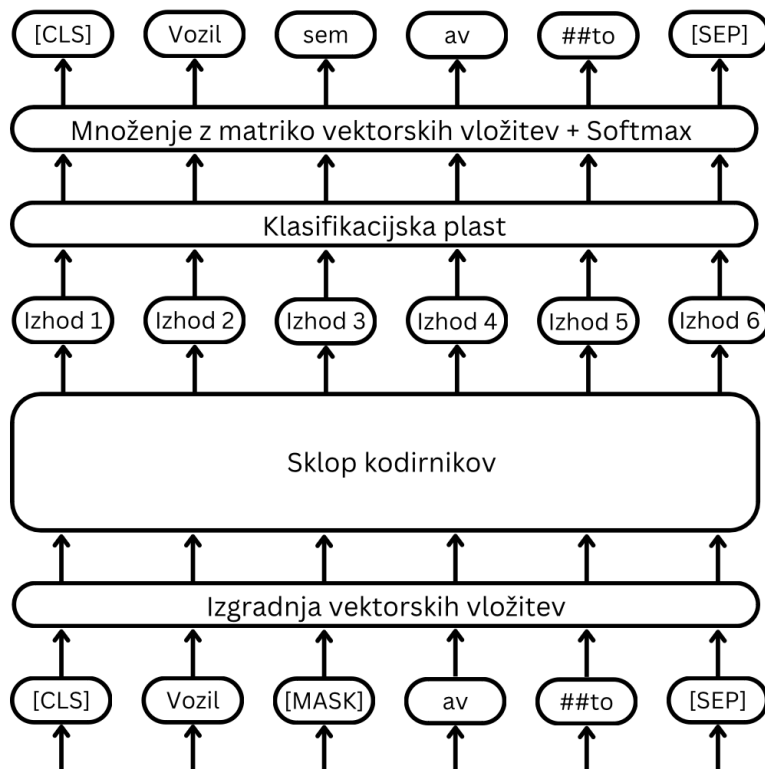 [CLS] Vozil sem av ##to [SEP]
Množenje z matriko vektorskih vložitev + Softmax
Klasifikacijska plast
Izhod 1 Izhod 2 Izhod 3 Izhod 4 Izhod 5 Izhod 6
Sklop kodirnikov
Izgradnja vektorskih vložitev
[CLS] Vozil [MASK] av ##to [SEP]